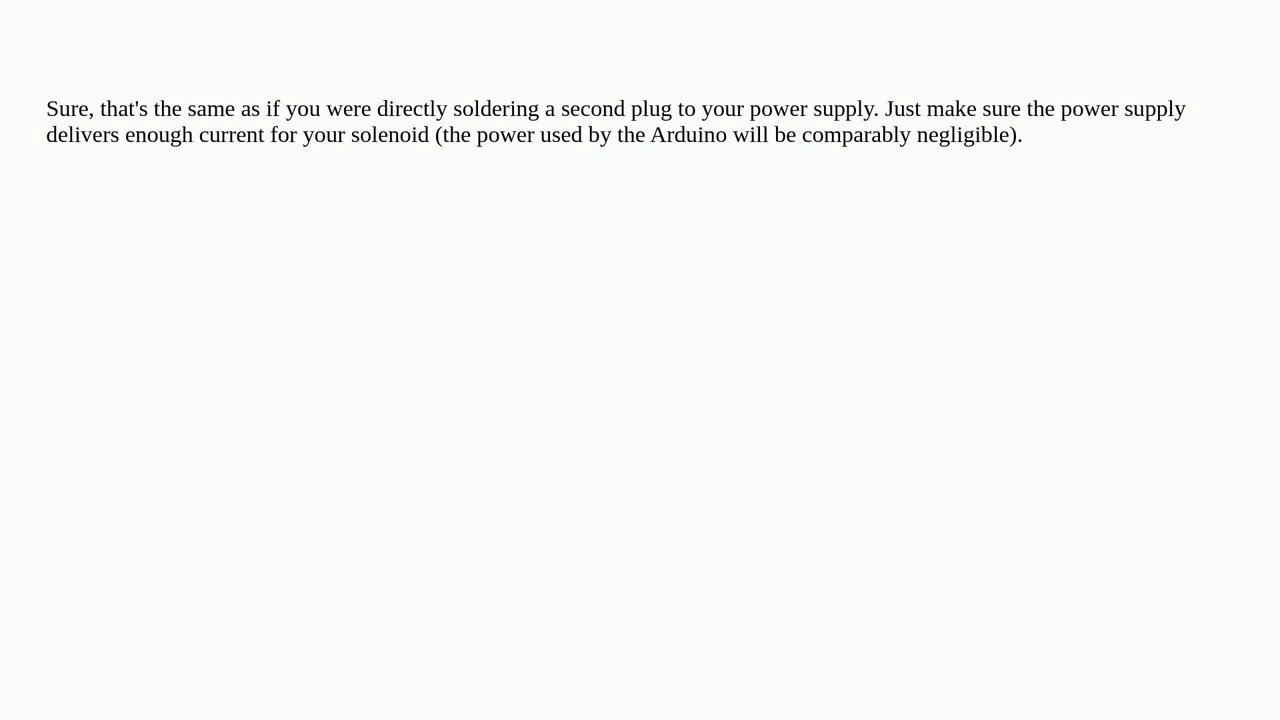 Sure, that's the same as if you were directly soldering a second plug to your power supply. Just make sure the power supply
delivers enough current for your solenoid (the power used by the Arduino will be comparably negligible).